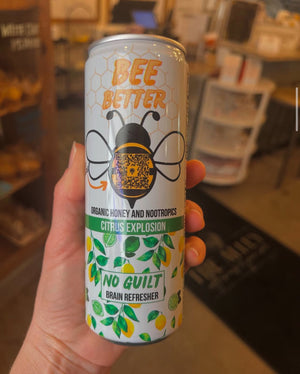 BEE
BETTER
ORGANIC HONEY AND NOOTROPICS
CITRUS EXPLOSION
NO GUILT
BRAIN REFRESHER